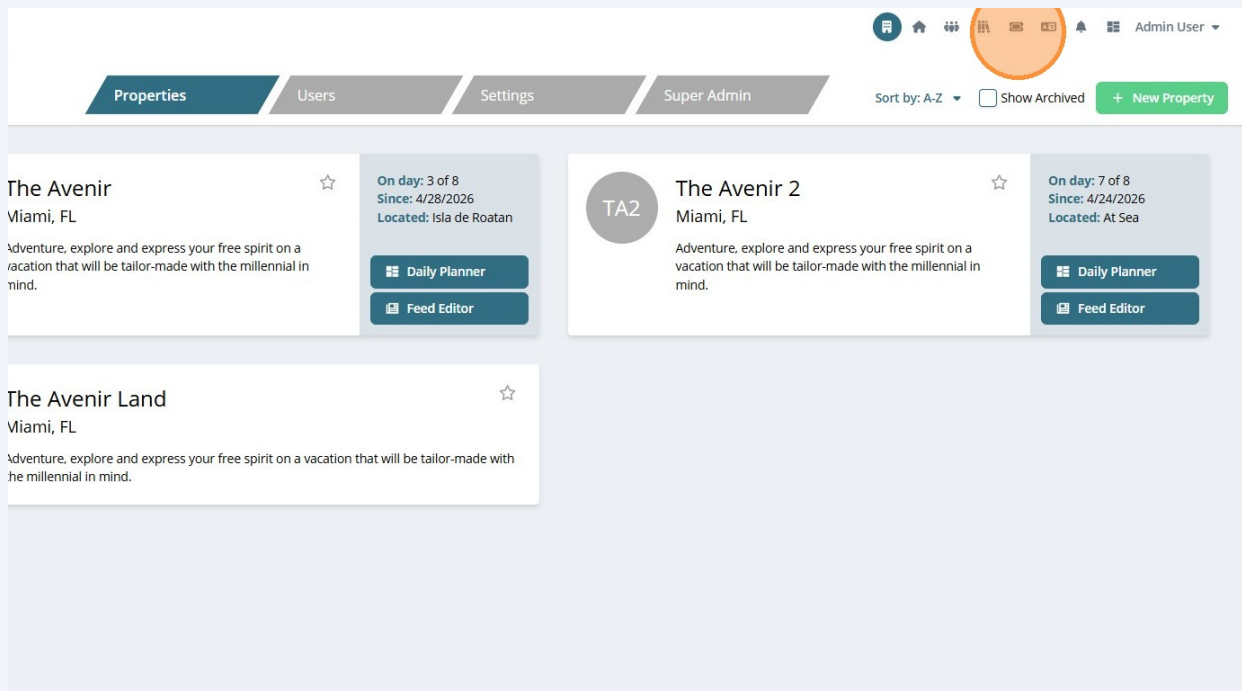 Admin User
Properties
Users
Settings
Super Admin
Sort by: A-Z
Show Archived
+ New Property
The Avenir
Miami, FL
Adventure, explore and express your free spirit on a
vacation that will be tailor-made with the millennial in
mind.
On day: 3 of 8
Since: 4/28/2026
Located: Isla de Roatan
Daily Planner
Feed Editor
TA2
The Avenir 2
Miami, FL
Adventure, explore and express your free spirit on a
vacation that will be tailor-made with the millennial in
mind.
On day: 7 of 8
Since: 4/24/2026
Located: At Sea
Daily Planner
Feed Editor
The Avenir Land
Miami, FL
Adventure, explore and express your free spirit on a vacation that will be tailor-made with
the millennial in mind.